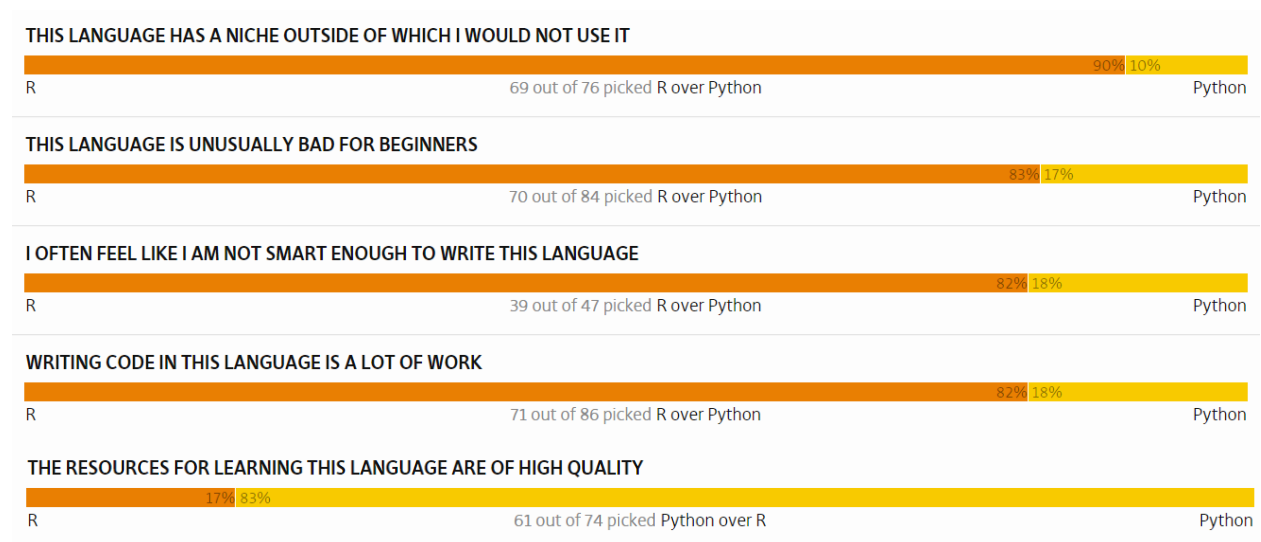 THIS LANGUAGE HAS A NICHE OUTSIDE OF WHICH I WOULD NOT USE IT
90% 10%
R 69 out of 76 picked R over Python Python
THIS LANGUAGE IS UNUSUALLY BAD FOR BEGINNERS
83% 17%
R 70 out of 84 picked R over Python Python
I OFTEN FEEL LIKE I AM NOT SMART ENOUGH TO WRITE THIS LANGUAGE
82% 18%
R 39 out of 47 picked R over Python Python
WRITING CODE IN THIS LANGUAGE IS A LOT OF WORK
82% 18%
R 71 out of 86 picked R over Python Python
THE RESOURCES FOR LEARNING THIS LANGUAGE ARE OF HIGH QUALITY
17% 83%
R 61 out of 74 picked Python over R Python